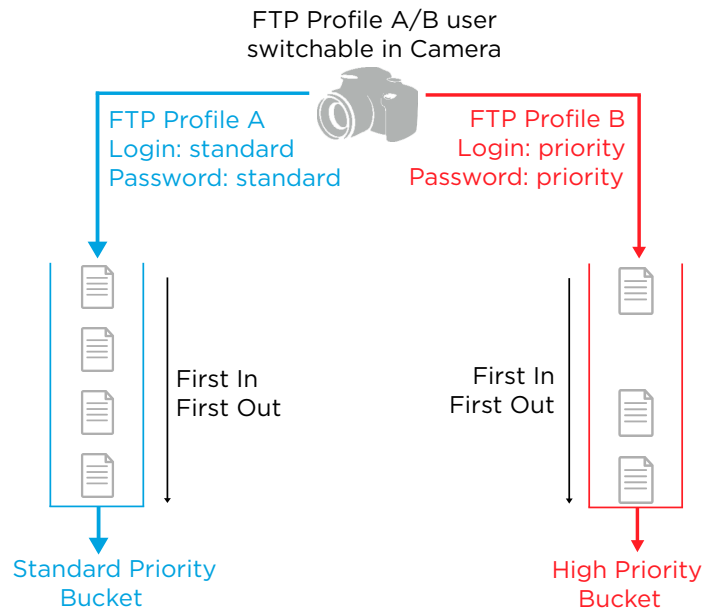 FTP Profile A/B user
switchable in Camera
FTP Profile A
Login: standard
Password: standard
FTP Profile B
Login: priority
Password: priority
First In
First Out
First In
First Out
Standard Priority
Bucket
High Priority
Bucket